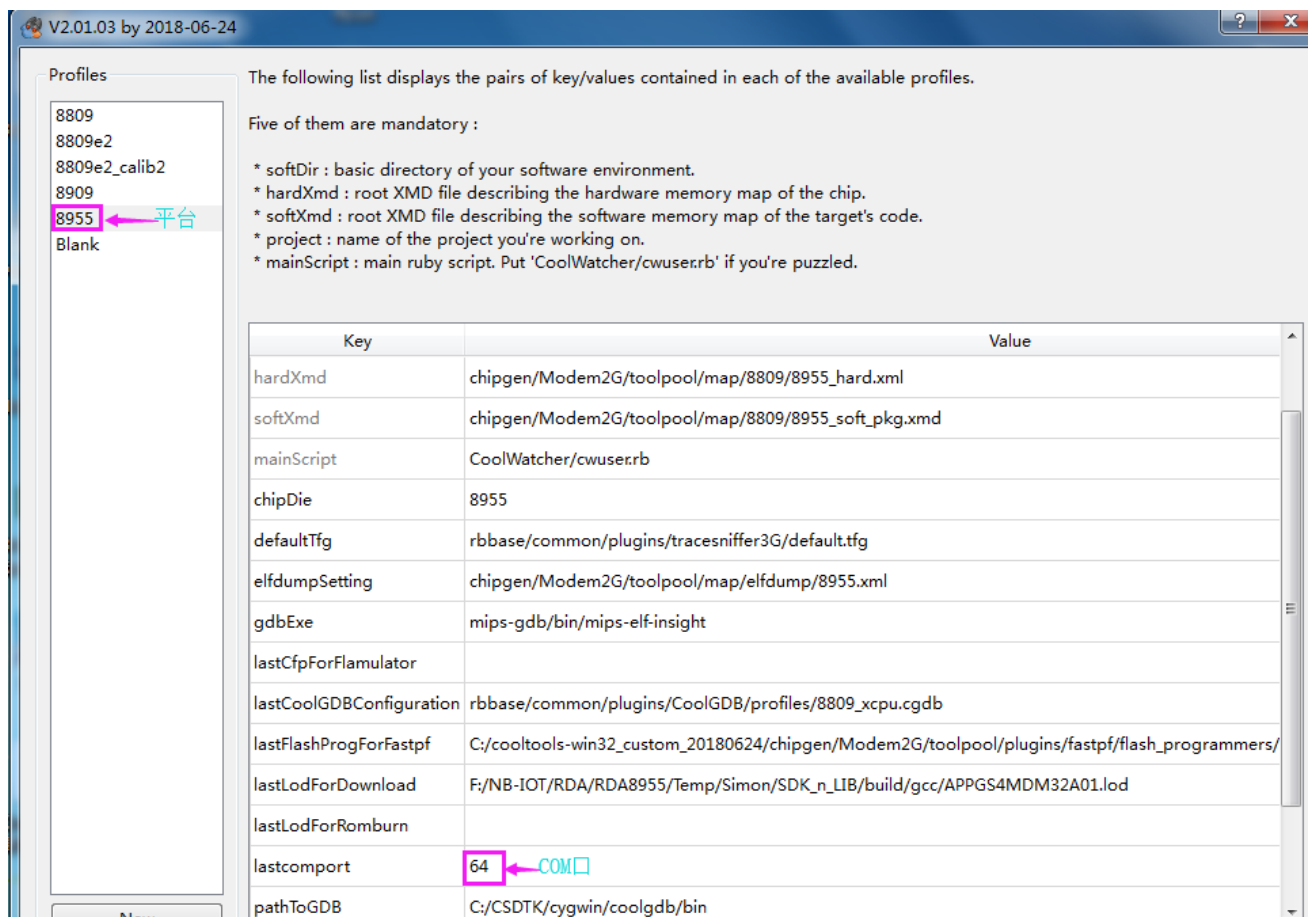 V2.01.03 by 2018-06-24
? x
Profiles
8809
8809e2
8809e2_calib2
8909
8955 平台
Blank
New
The following list displays the pairs of key/values contained in each of the available profiles.
Five of them are mandatory :
* softDir : basic directory of your software environment.
* hardXmd : root XMD file describing the hardware memory map of the chip.
* softXmd : root XMD file describing the software memory map of the target's code.
* project : name of the project you're working on.
* mainScript : main ruby script. Put 'CoolWatcher/cwuser.rb' if you're puzzled.
Key Value
hardXmd chipgen/Modem2G/toolpool/map/8809/8955_hard.xml
softXmd chipgen/Modem2G/toolpool/map/8809/8955_soft_pkg.xmd
mainScript CoolWatcher/cwuser.rb
chipDie 8955
defaultTfg rbbase/common/plugins/tracesniffer3G/default.tfg
elfdumpSetting chipgen/Modem2G/toolpool/map/elfdump/8955.xml
gdbExe mips-gdb/bin/mips-elf-insight
lastCfpForFlamulator
lastCoolGDBConfiguration rbbase/common/plugins/CoolGDB/profiles/8809_xcpu.cgdb
lastFlashProgForFastpf C:/cooltools-win32_custom_20180624/chipgen/Modem2G/toolpool/plugins/fastpf/flash_programmers/
lastLodForDownload F:/NB-IOT/RDA/RDA8955/Temp/Simon/SDK_n_LIB/build/gcc/APPGS4MDM32A01.lod
lastLodForRomburn
lastcomport 64 COM口
pathToGDB C:/CSDTK/cygwin/coolgdb/bin